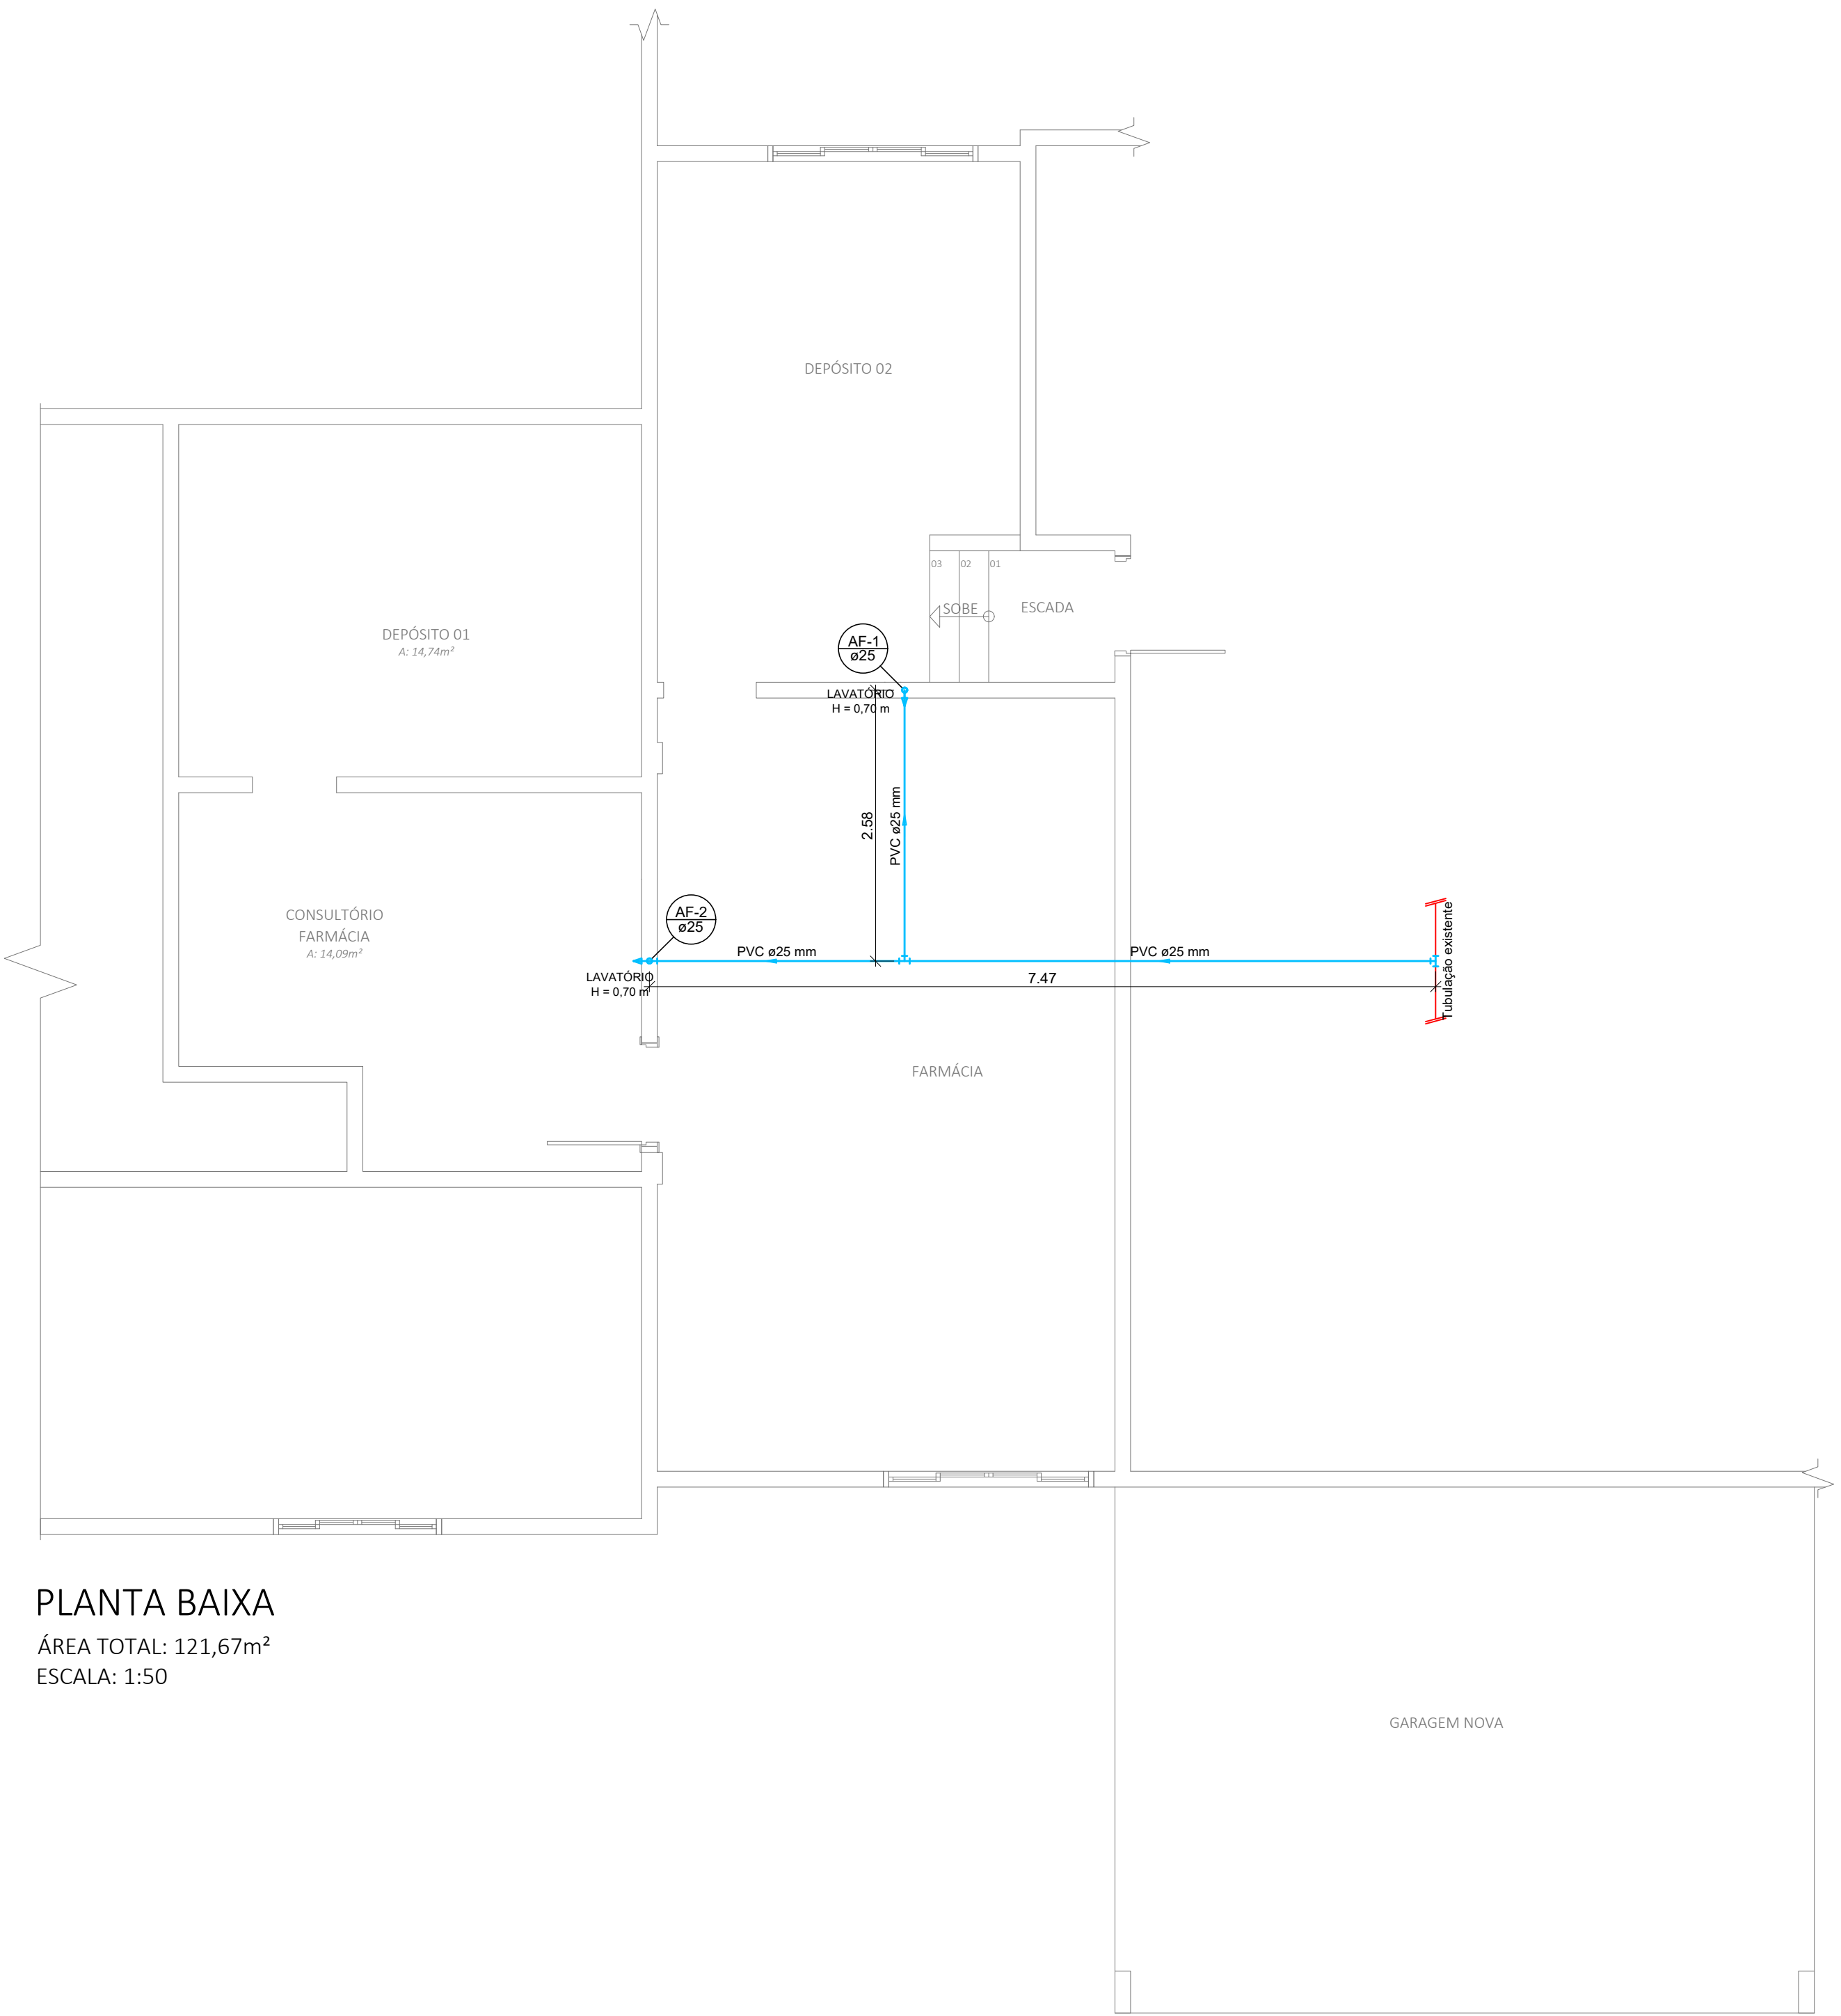 DEPÓSITO 02
03
02
01
SOBE
ESCADA
DEPÓSITO 01
A: 14,74m²
AF-1
ø25
LAVATÓRIO
H = 0,70 m
2.58
PVC ø25 mm
CONSULTÓRIO
FARMÁCIA
A: 14,09m²
AF-2
ø25
PVC ø25 mm
PVC ø25 mm
Tubulação existente
LAVATÓRIO
H = 0,70 m
7.47
FARMÁCIA
PLANTA BAIXA
ÁREA TOTAL: 121,67m²
ESCALA: 1:50
GARAGEM NOVA